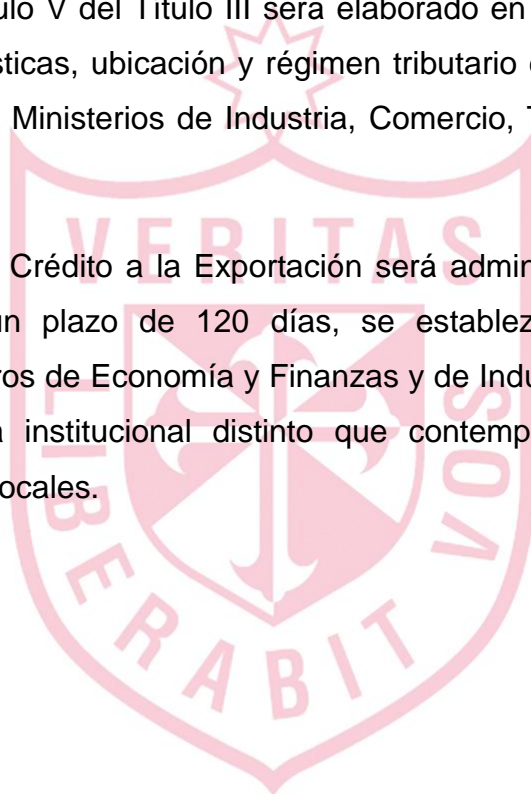 ulo V del Título III será elaborado en
sticas, ubicación y régimen tributario
Ministerios de Industria, Comercio, T
VERITAS
Crédito a la Exportación será admin
un plazo de 120 días, se establez
ros de Economía y Finanzas y de Indu
a institucional distinto que contemp
ocales.
LIBERABIT VOS